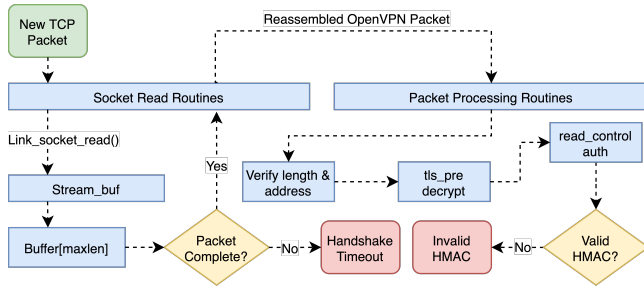 New TCP
Packet
Reassembled OpenVPN Packet
Socket Read Routines
Packet Processing Routines
Link_socket_read()
Yes
Verify length &
address
tls_pre
decrypt
read_control
auth
Stream_buf
Buffer[maxlen]
Packet
Complete?
No
Handshake
Timeout
Invalid
HMAC
No
Valid
HMAC?